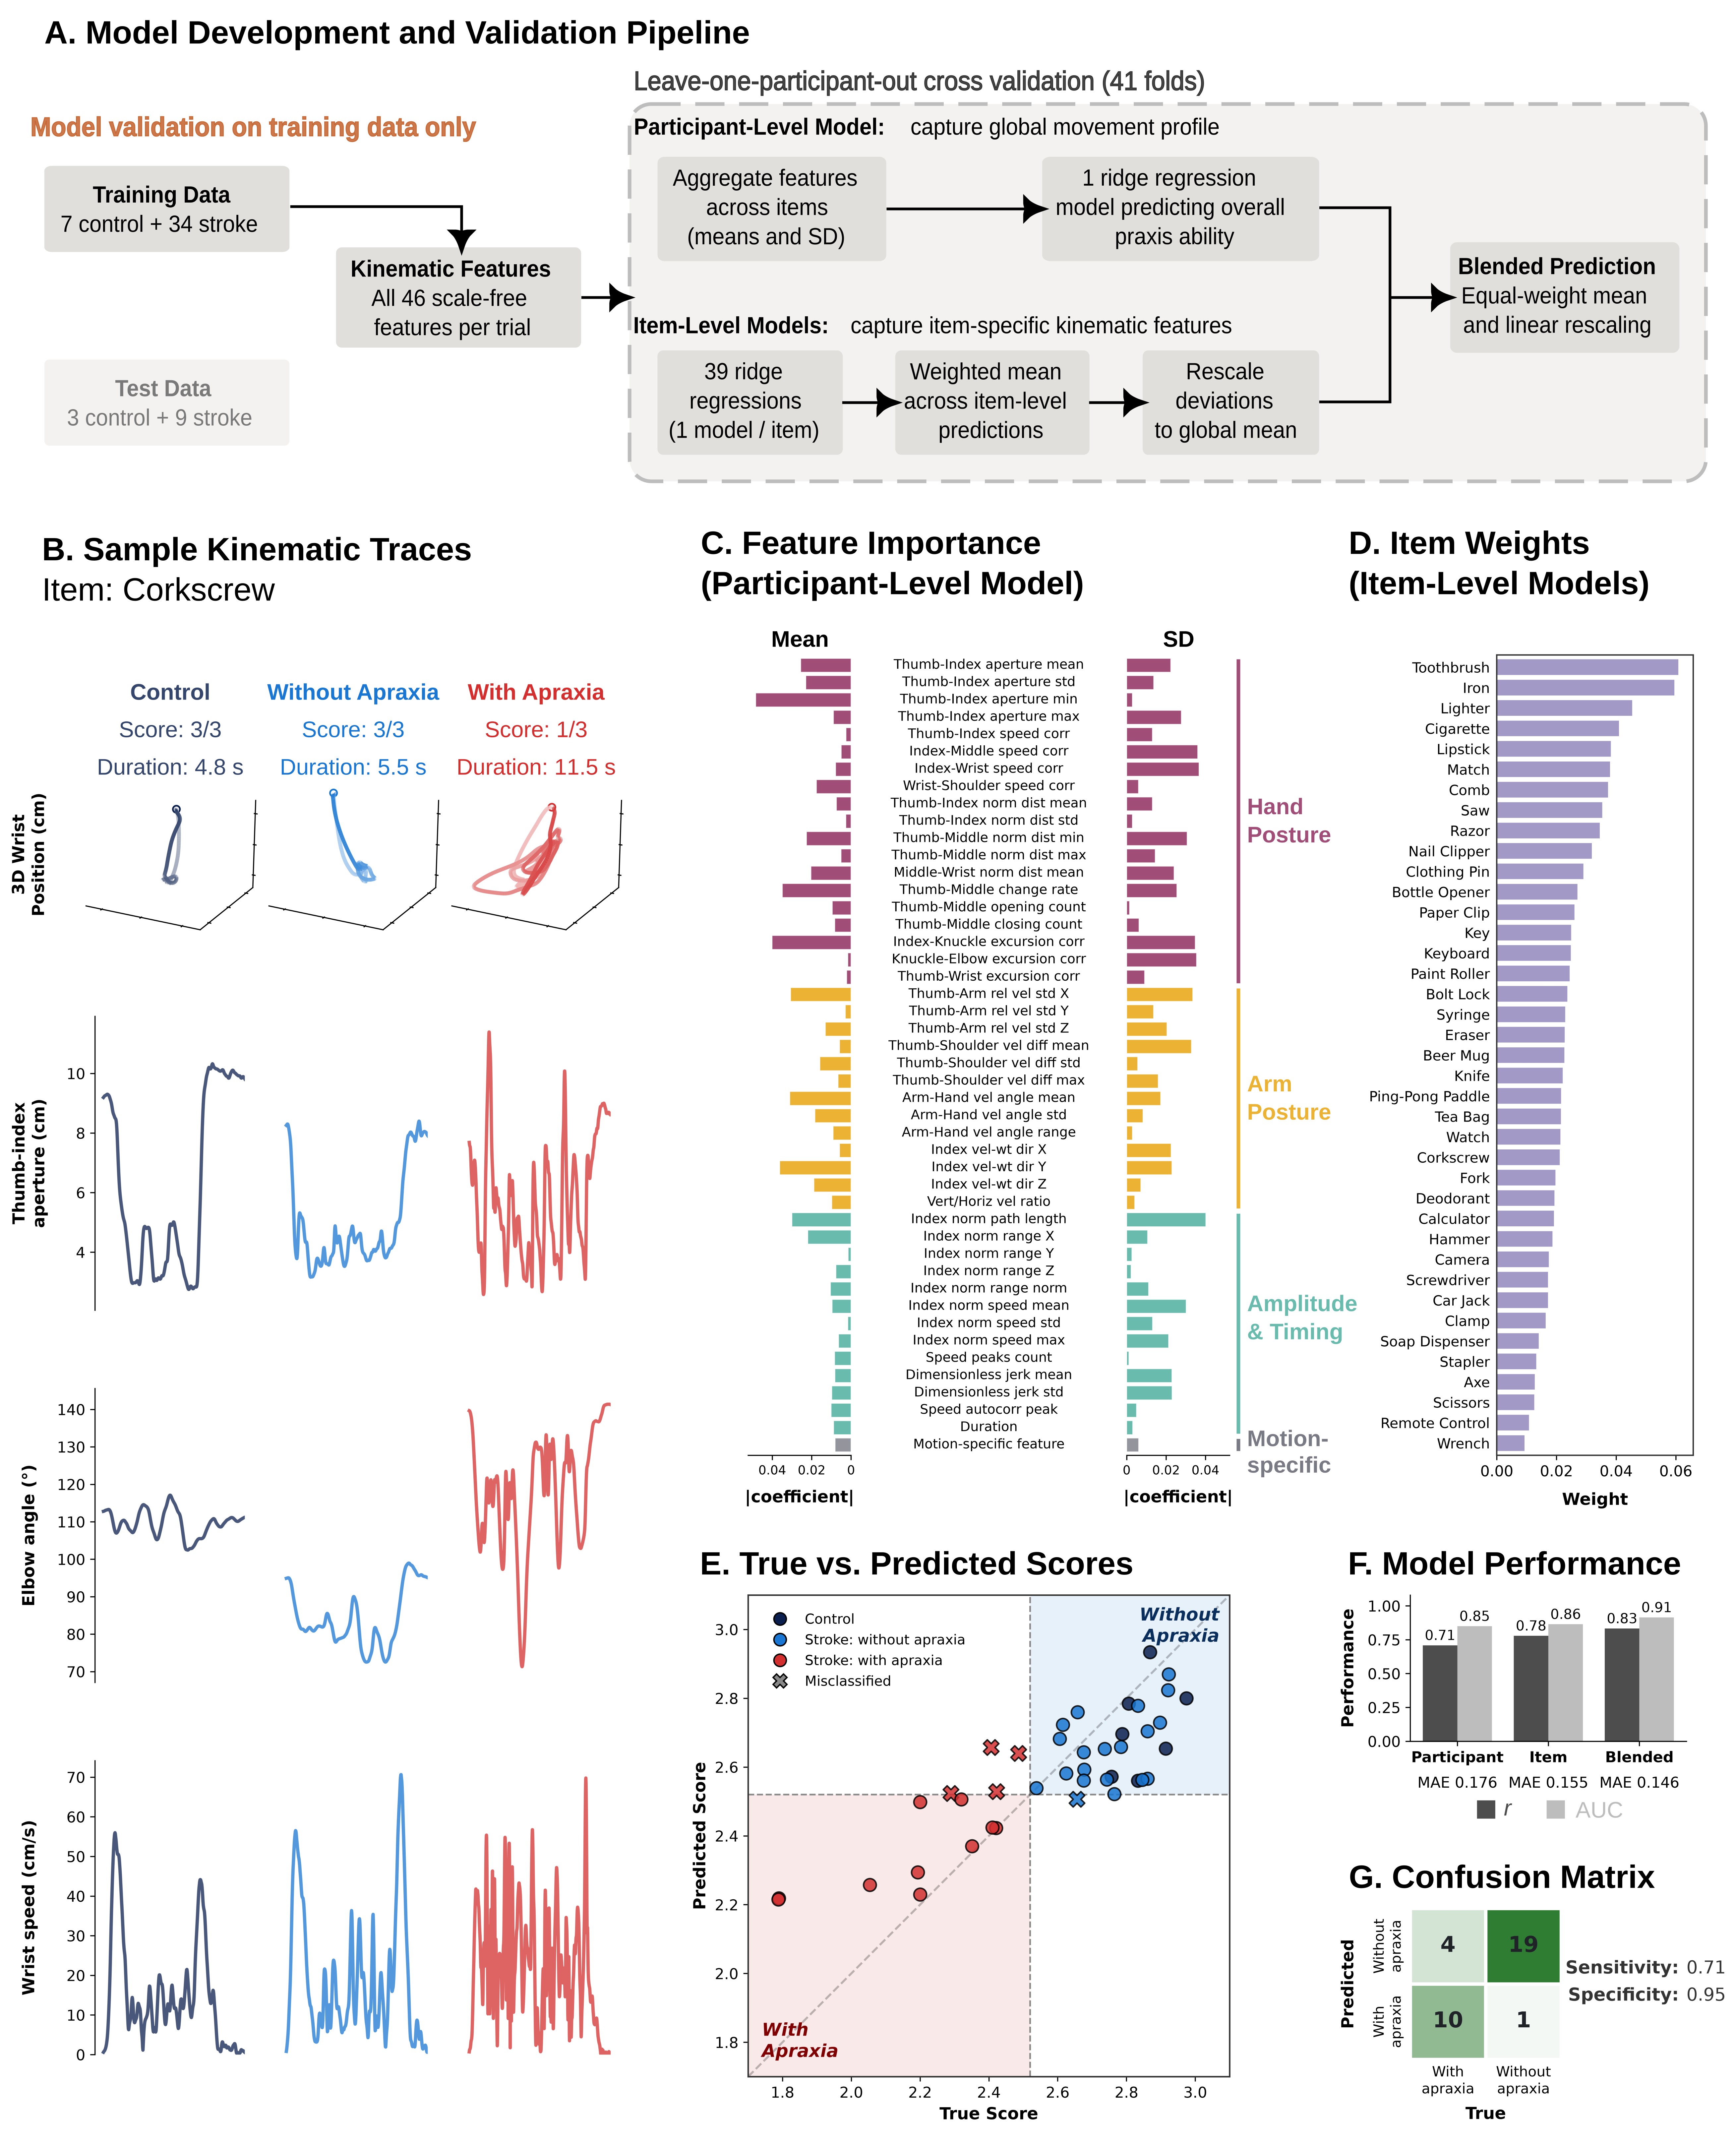 A. Model Development and Validation Pipeline
Leave-one-participant-out cross validation (41 folds)
Model validation on training data only
Training Data
7 control + 34 stroke
Test Data
3 control + 9 stroke
Kinematic Features
All 46 scale-free
features per trial
Participant-Level Model: capture global movement profile
Aggregate features
across items
(means and SD)
1 ridge regression
model predicting overall
praxis ability
Item-Level Models: capture item-specific kinematic features
39 ridge
regressions
(1 model / item)
Weighted mean
across item-level
predictions
Rescale
deviations
to global mean
Blended Prediction
Equal-weight mean
and linear rescaling
B. Sample Kinematic Traces
Item: Corkscrew
Control
Score: 3/3
Duration: 4.8 s
Without Apraxia
Score: 3/3
Duration: 5.5 s
With Apraxia
Score: 1/3
Duration: 11.5 s
3D Wrist
Position (cm)
Thumb-index
aperture (cm)
10
8
6
4
Elbow angle (°)
140
130
120
110
100
90
80
70
Wrist speed (cm/s)
70
60
50
40
30
20
10
0
C. Feature Importance
(Participant-Level Model)
Mean
SD
Thumb-Index aperture mean
Thumb-Index aperture std
Thumb-Index aperture min
Thumb-Index aperture max
Thumb-Index speed corr
Index-Middle speed corr
Index-Wrist speed corr
Wrist-Shoulder speed corr
Thumb-Index norm dist mean
Thumb-Index norm dist std
Thumb-Middle norm dist min
Thumb-Middle norm dist max
Middle-Wrist norm dist mean
Thumb-Middle change rate
Thumb-Middle opening count
Thumb-Middle closing count
Index-Knuckle excursion corr
Knuckle-Elbow excursion corr
Thumb-Wrist excursion corr
Thumb-Arm rel vel std X
Thumb-Arm rel vel std Y
Thumb-Arm rel vel std Z
Thumb-Shoulder vel diff mean
Thumb-Shoulder vel diff std
Thumb-Shoulder vel diff max
Arm-Hand vel angle mean
Arm-Hand vel angle std
Arm-Hand vel angle range
Index vel-wt dir X
Index vel-wt dir Y
Index vel-wt dir Z
Vert/Horiz vel ratio
Index norm path length
Index norm range X
Index norm range Y
Index norm range Z
Index norm range norm
Index norm speed mean
Index norm speed std
Index norm speed max
Speed peaks count
Dimensionless jerk mean
Dimensionless jerk std
Speed autocorr peak
Duration
Motion-specific feature
Hand
Posture
Arm
Posture
Amplitude
& Timing
Motion-
specific
0.04 0.02 0
0 0.02 0.04
|coefficient|
|coefficient|
D. Item Weights
(Item-Level Models)
Toothbrush
Iron
Lighter
Cigarette
Lipstick
Match
Comb
Saw
Razor
Nail Clipper
Clothing Pin
Bottle Opener
Paper Clip
Key
Keyboard
Paint Roller
Bolt Lock
Syringe
Eraser
Beer Mug
Knife
Ping-Pong Paddle
Tea Bag
Watch
Corkscrew
Fork
Deodorant
Calculator
Hammer
Camera
Screwdriver
Car Jack
Clamp
Soap Dispenser
Stapler
Axe
Scissors
Remote Control
Wrench
0.00 0.02 0.04 0.06
Weight
E. True vs. Predicted Scores
Control
Stroke: without apraxia
Stroke: with apraxia
Misclassified
Without
Apraxia
With
Apraxia
Predicted Score
3.0
2.8
2.6
2.4
2.2
2.0
1.8
1.8 2.0 2.2 2.4 2.6 2.8 3.0
True Score
F. Model Performance
Performance
1.00
0.75
0.50
0.25
0.00
0.71 0.85 0.78 0.86 0.83 0.91
Participant Item Blended
MAE 0.176 MAE 0.155 MAE 0.146
r AUC
G. Confusion Matrix
Predicted
Without
apraxia
With
apraxia
4 19
10 1
Sensitivity: 0.71
Specificity: 0.95
With
apraxia
Without
apraxia
True